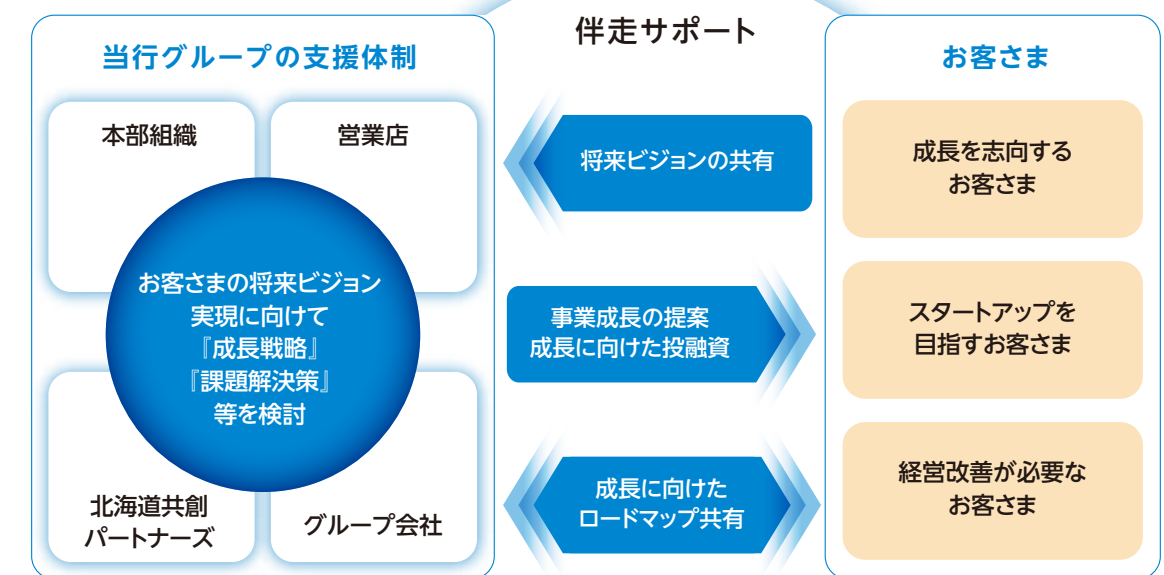 伴走サポート
当行グループの支援体制
本部組織
営業店
お客さまの将来ビジョン
実現に向けて
『成長戦略』
『課題解決策』
等を検討
北海道共創
パートナーズ
グループ会社
将来ビジョンの共有
事業成長の提案
成長に向けた投融資
成長に向けた
ロードマップ共有
お客さま
成長を志向する
お客さま
スタートアップを
目指すお客さま
経営改善が必要な
お客さま